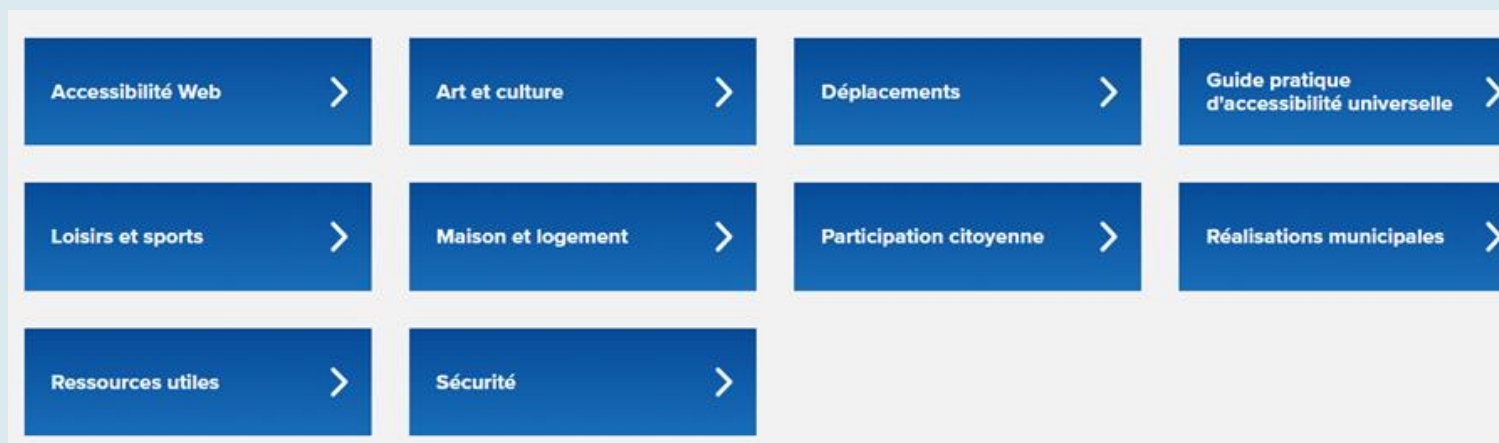 Accessibilité Web
Art et culture
Déplacements
Guide pratique
d'accessibilité universelle
Loisirs et sports
Maison et logement
Participation citoyenne
Réalisations municipales
Ressources utiles
Sécurité